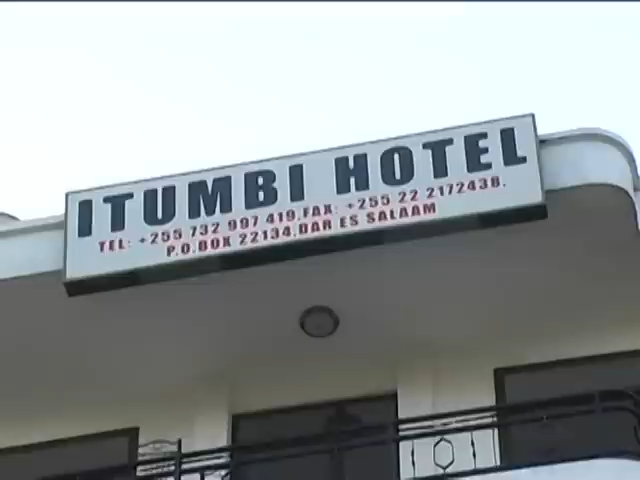 ITUMBI HOTEL
TEL: +255 732 997 419,FAX: +255 22 2172438.
P.O.BOX 22134,DAR ES SALAAM